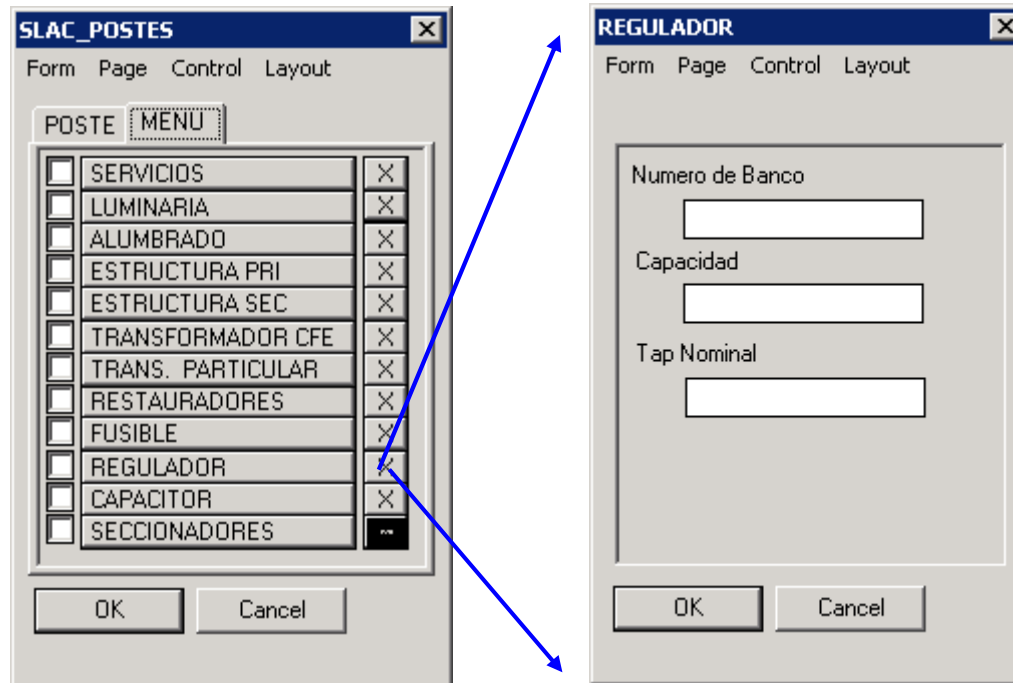 SLAC_POSTES
Form Page Control Layout
POSTE MENU
SERVICIOS X
LUMINARIA X
ALUMBRADO X
ESTRUCTURA PRI X
ESTRUCTURA SEC X
TRANSFORMADOR CFE X
TRANS. PARTICULAR X
RESTAURADORES X
FUSIBLE X
REGULADOR X
CAPACITOR X
SECCIONADORES
OK Cancel
REGULADOR
Form Page Control Layout
Numero de Banco
Capacidad
Tap Nominal
OK Cancel